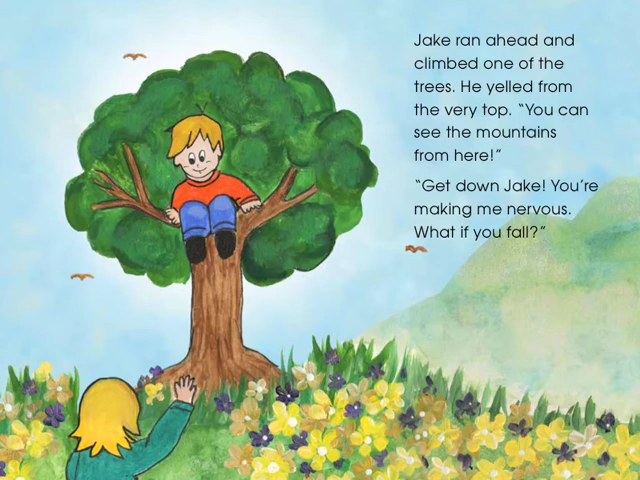 Jake ran ahead and
climbed one of the
trees. He yelled from
the very top. “You can
see the mountains
from here!”
“Get down Jake! You’re
making me nervous.
What if you fall?”